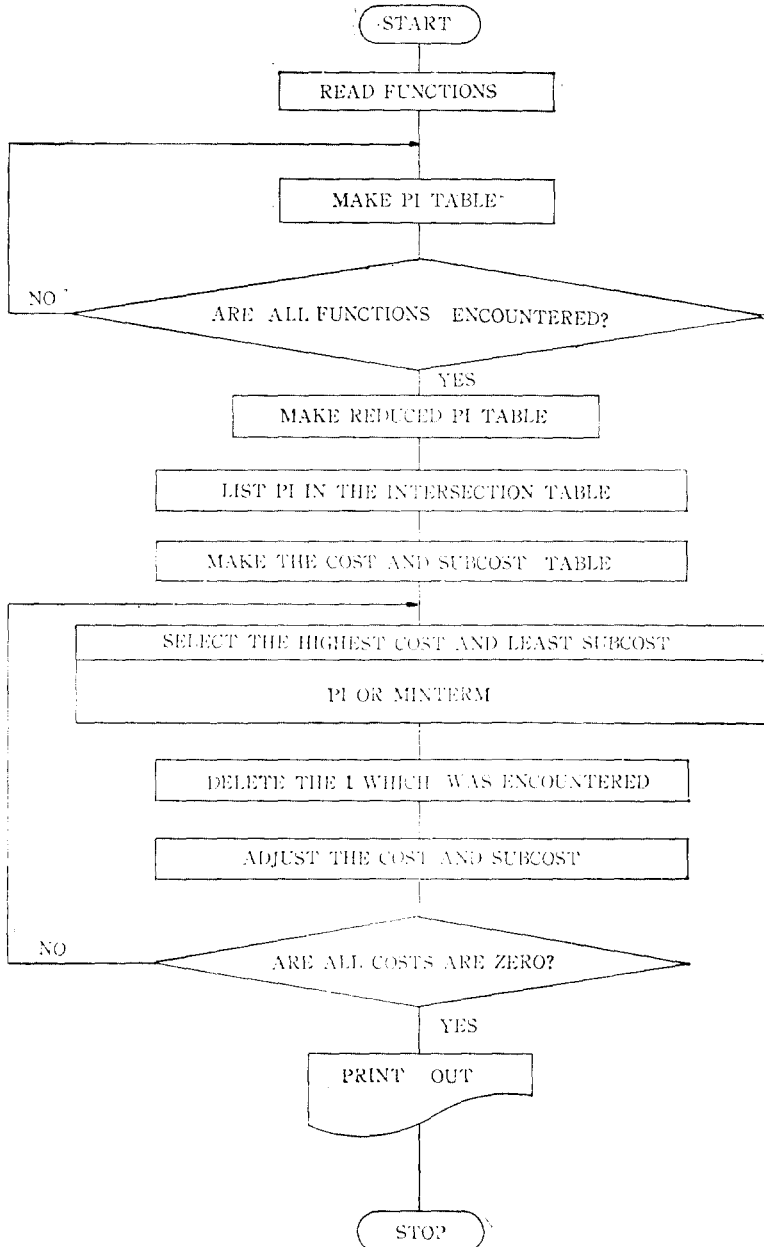 START
READ FUNCTIONS
MAKE PI TABLE
NO
ARE ALL FUNCTIONS ENCOUNTERED?
YES
MAKE REDUCED PI TABLE
LIST PI IN THE INTERSECTION TABLE
MAKE THE COST AND SUBCOST TABLE
SELECT THE HIGHEST COST AND LEAST SUBCOST
PI OR MINTERM
DELETE THE 1 WHICH WAS ENCOUNTERED
ADJUST THE COST AND SUBCOST
NO
ARE ALL COSTS ARE ZERO?
YES
PRINT OUT
STOP